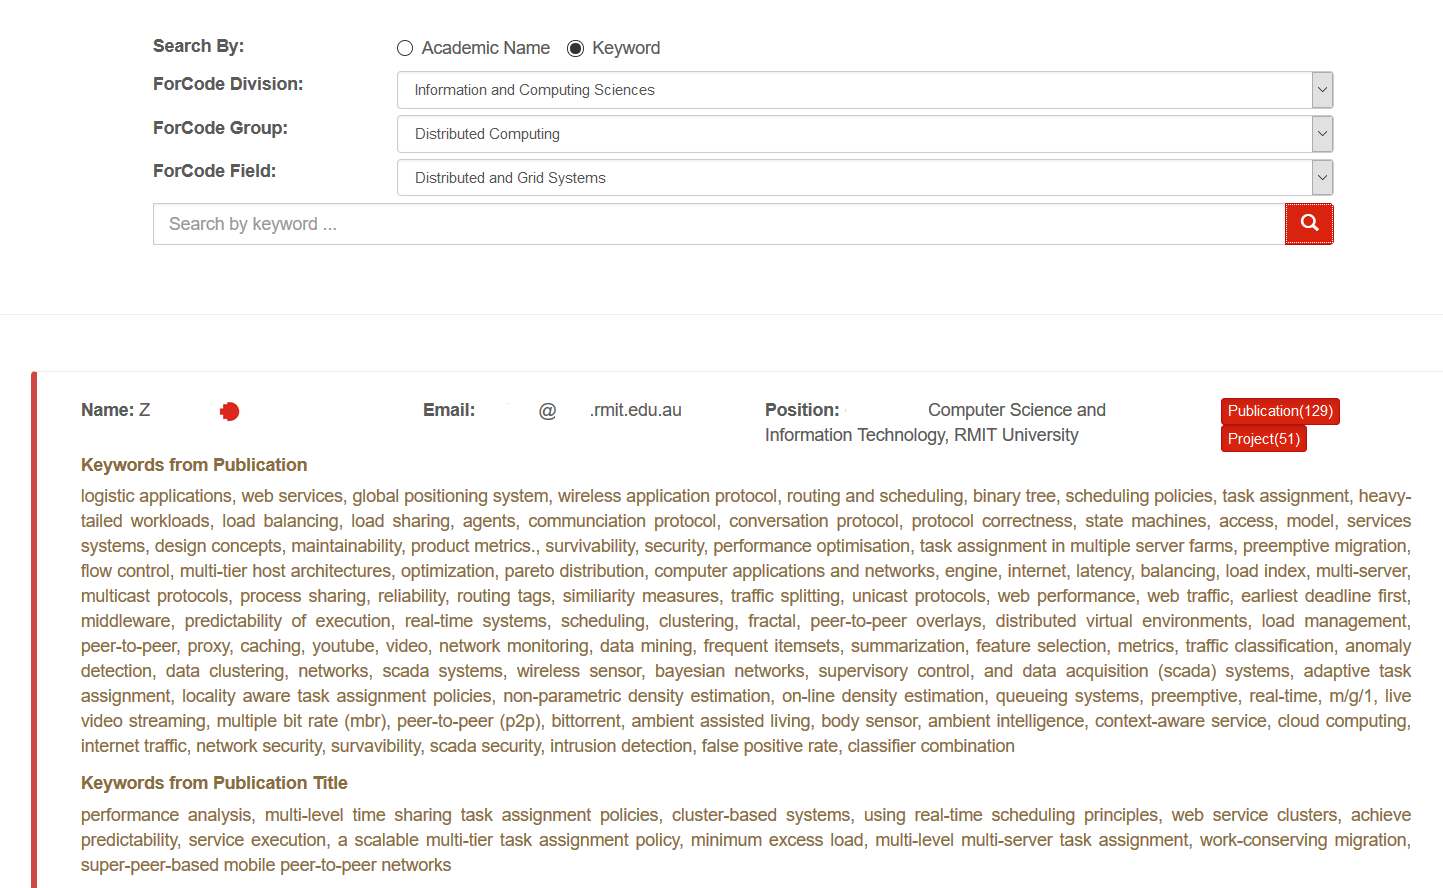 Search By: Academic Name Keyword
ForCode Division: Information and Computing Sciences
ForCode Group: Distributed Computing
ForCode Field: Distributed and Grid Systems
Search by keyword ...
Name: Z Email: @ .rmit.edu.au Position: Computer Science and Publication(129)
Information Technology, RMIT University Project(51)
Keywords from Publication
logistic applications, web services, global positioning system, wireless application protocol, routing and scheduling, binary tree, scheduling policies, task assignment, heavy-
tailed workloads, load balancing, load sharing, agents, communciation protocol, conversation protocol, protocol correctness, state machines, access, model, services
systems, design concepts, maintainability, product metrics., survivability, security, performance optimisation, task assignment in multiple server farms, preemptive migration,
flow control, multi-tier host architectures, optimization, pareto distribution, computer applications and networks, engine, internet, latency, balancing, load index, multi-server,
multicast protocols, process sharing, reliability, routing tags, similiarity measures, traffic splitting, unicast protocols, web performance, web traffic, earliest deadline first,
middleware, predictability of execution, real-time systems, scheduling, clustering, fractal, peer-to-peer overlays, distributed virtual environments, load management,
peer-to-peer, proxy, caching, youtube, video, network monitoring, data mining, frequent itemsets, summarization, feature selection, metrics, traffic classification, anomaly
detection, data clustering, networks, scada systems, wireless sensor, bayesian networks, supervisory control, and data acquisition (scada) systems, adaptive task
assignment, locality aware task assignment policies, non-parametric density estimation, on-line density estimation, queueing systems, preemptive, real-time, m/g/1, live
video streaming, multiple bit rate (mbr), peer-to-peer (p2p), bittorrent, ambient assisted living, body sensor, ambient intelligence, context-aware service, cloud computing,
internet traffic, network security, survavibility, scada security, intrusion detection, false positive rate, classifier combination
Keywords from Publication Title
performance analysis, multi-level time sharing task assignment policies, cluster-based systems, using real-time scheduling principles, web service clusters, achieve
predictability, service execution, a scalable multi-tier task assignment policy, minimum excess load, multi-level multi-server task assignment, work-conserving migration,
super-peer-based mobile peer-to-peer networks